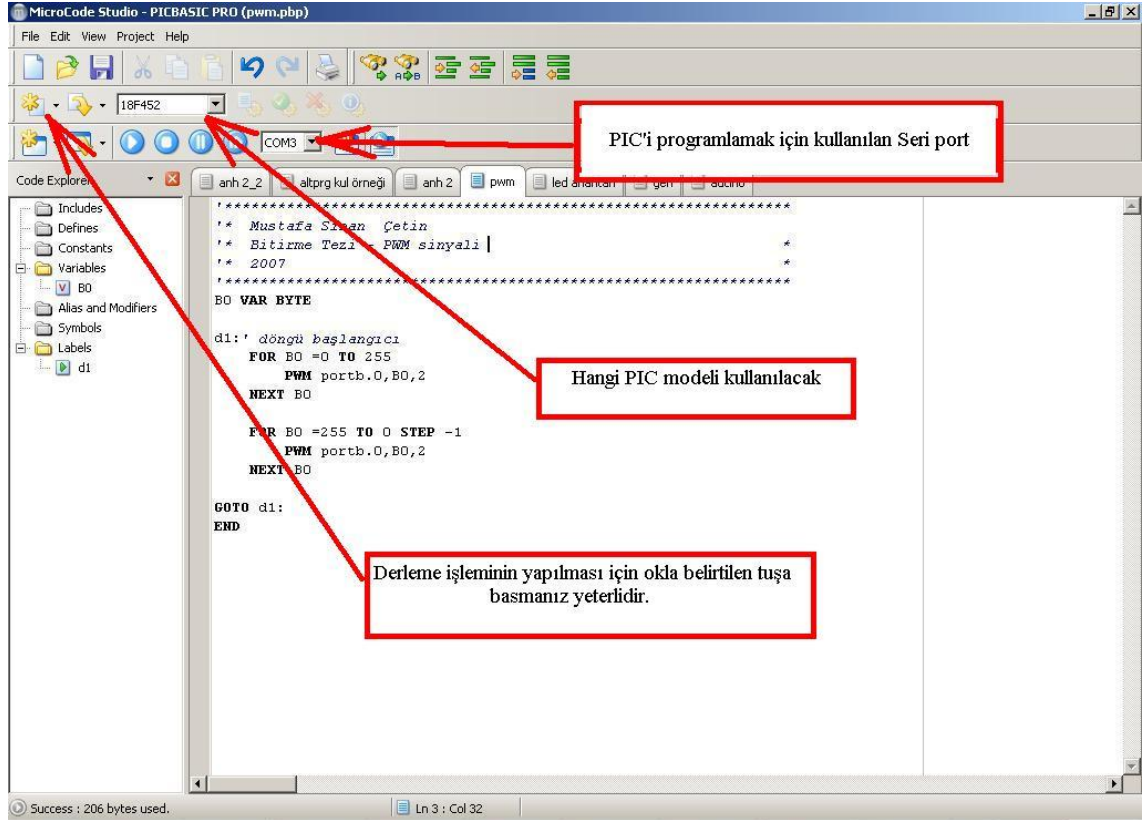 MicroCode Studio - PICBASIC PRO (pwm.pbp)
File Edit View Project Help
18F452
COM3
PIC'i programlamak için kullanılan Seri port
Code Explorer
anh 2_2
altprg kul örneği
anh 2
pwm
led
Includes
Defines
Constants
Variables
B0
Alias and Modifiers
Symbols
Labels
d1
'************************************************************
'* Mustafa Sinan Çetin
'* Bitirme Tezi - PWM sinyali *
'* 2007 *
'************************************************************
B0 VAR BYTE
d1:' döngü başlangıcı
FOR B0 =0 TO 255
PWM portb.0,B0,2
NEXT B0
FOR B0 =255 TO 0 STEP -1
PWM portb.0,B0,2
NEXT B0
GOTO d1:
END
Hangi PIC modeli kullanılacak
Derleme işleminin yapılması için okla belirtilen tuşa
basmanız yeterlidir.
Success : 206 bytes used.
Ln 3 : Col 32